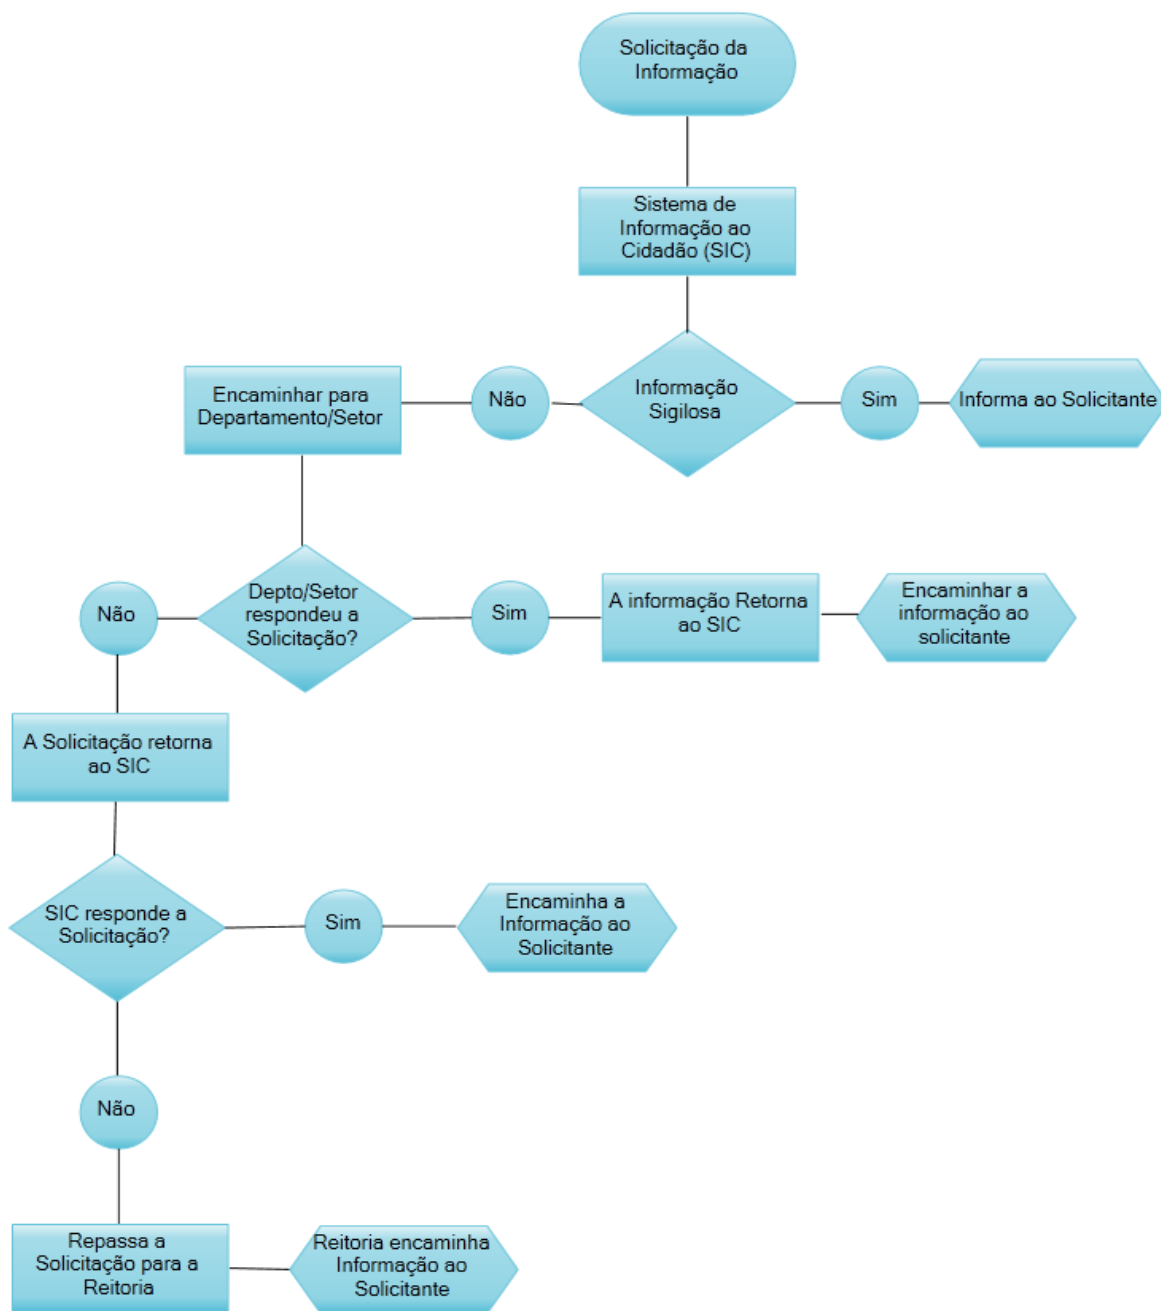 Solicitação da
Informação
Sistema de
Informação ao
Cidadão (SIC)
Encaminhar para
Departamento/Setor
Não
Informação
Sigilosa
Sim
Informa ao Solicitante
Não
Depto/Setor
respondeu a
Solicitação?
Sim
A informação Retorna
ao SIC
Encaminhar a
informação ao
solicitante
A Solicitação retorna
ao SIC
SIC responde a
Solicitação?
Sim
Encaminha a
Informação ao
Solicitante
Não
Repassa a
Solicitação para a
Reitoria
Reitoria encaminha
Informação ao
Solicitante